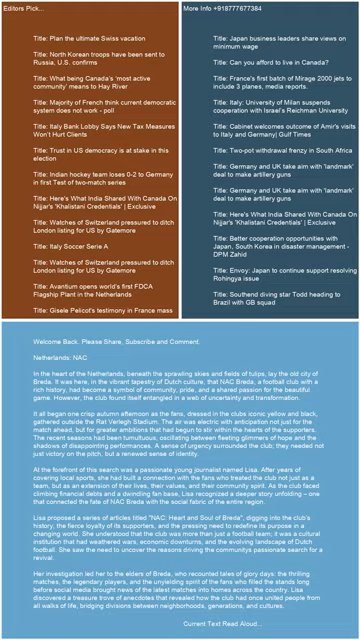 Editors Pick...
Title: Plan the ultimate Swiss vacation
Title: North Korean troops have been sent to
Russia, U.S. confirms
Title: What being Canada's 'most active
community' means to Hay River
Title: Majority of French think current democratic
system does not work - poll
Title: Italy Bank Lobby Says New Tax Measures
Won't Hurt Clients
Title: Trust in US democracy is at stake in this
election
Title: Indian hockey team loses 0-2 to Germany
in first Test of two-match series
Title: Here's What India Shared With Canada On
Nijjar's 'Khalistani Credentials' | Exclusive
Title: Watches of Switzerland pressured to ditch
London listing for US by Gatemore
Title: Italy Soccer Serie A
Title: Watches of Switzerland pressured to ditch
London listing for US by Gatemore
Title: Avantium opens world's first FDCA
Flagship Plant in the Netherlands
Title: Gisele Pelicot's testimony in France mass
More Info +918777677384
Title: Japan business leaders share views on
minimum wage
Title: Can you afford to live in Canada?
Title: France's first batch of Mirage 2000 jets to
include 3 planes, media reports.
Title: Italy: University of Milan suspends
cooperation with Israel's Reichman University
Title: Cabinet welcomes outcome of Amir's visits
to Italy and Germany| Gulf Times
Title: Two-pot withdrawal frenzy in South Africa
Title: Germany and UK take aim with 'landmark'
deal to make artillery guns
Title: Germany and UK take aim with 'landmark'
deal to make artillery guns
Title: Here's What India Shared With Canada On
Nijjar's 'Khalistani Credentials' | Exclusive
Title: Better cooperation opportunities with
Japan, South Korea in disaster management -
DPM Zahid
Title: Envoy: Japan to continue support resolving
Rohingya issue
Title: Southend diving star Todd heading to
Brazil with GB squad
Welcome Back. Please Share, Subscribe and Comment.
Netherlands: NAC
In the heart of the Netherlands, beneath the sprawling skies and fields of tulips, lay the old city of
Breda. It was here, in the vibrant tapestry of Dutch culture, that NAC Breda, a football club with a
rich history, had become a symbol of community, pride, and a shared passion for the beautiful
game. However, the club found itself entangled in a web of uncertainty and transformation.
It all began one crisp autumn afternoon as the fans, dressed in the clubs iconic yellow and black,
gathered outside the Rat Verlegh Stadium. The air was electric with anticipation not just for the
match ahead, but for greater ambitions that had begun to stir within the hearts of the supporters.
The recent seasons had been tumultuous, oscillating between fleeting glimmers of hope and the
shadows of disappointing performances. A sense of urgency surrounded the club; they needed not
just victory on the pitch, but a renewed sense of identity.
At the forefront of this search was a passionate young journalist named Lisa. After years of
covering local sports, she had built a connection with the fans who treated the club not just as a
team, but as an extension of their lives, their values, and their community spirit. As the club faced
climbing financial debts and a dwindling fan base, Lisa recognized a deeper story unfolding – one
that connected the fate of NAC Breda with the social fabric of the entire region.
Lisa proposed a series of articles titled "NAC: Heart and Soul of Breda", digging into the club's
history, the fierce loyalty of its supporters, and the pressing need to redefine its purpose in a
changing world. She understood that the club was more than just a football team; it was a cultural
institution that had weathered wars, economic downturns, and the evolving landscape of Dutch
football. She saw the need to uncover the reasons driving the communitys passionate search for a
revival.
Her investigation led her to the elders of Breda, who recounted tales of glory days: the thrilling
matches, the legendary players, and the unyielding spirit of the fans who filled the stands long
before social media brought news of the latest matches into homes across the country. Lisa
discovered a treasure trove of anecdotes that revealed how the club had once united people from
all walks of life, bridging divisions between neighborhoods, generations, and cultures.
Current Text Read Aloud...